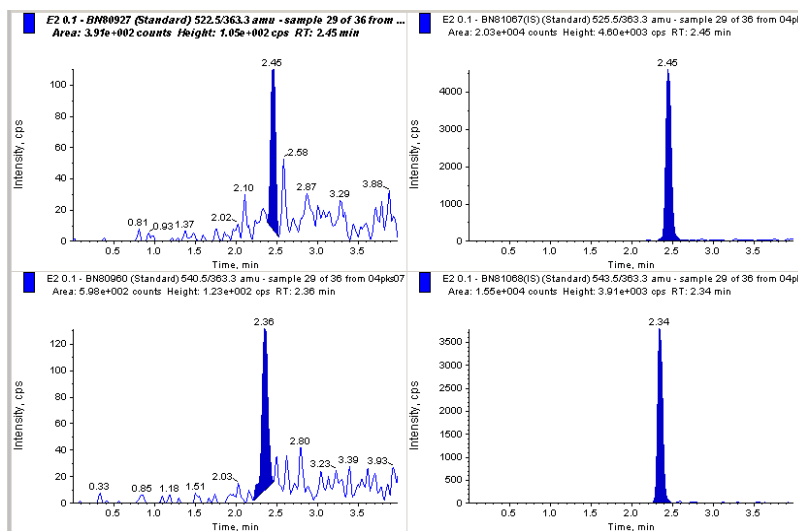 E2 0.1 - BN80927 (Standard) 522.5/363.3 amu - sample 29 of 36 from ...
Area: 3.91e+002 counts Height: 1.05e+002 cps RT: 2.45 min
2.45
100
80
60
40
20
0
Intensity, cps
0.81
0.93
1.37
2.02
2.10
2.58
2.87
3.29
3.88
0.5 1.0 1.5 2.0 2.5 3.0 3.5
Time, min
E2 0.1 - BN81067(IS) (Standard) 525.5/363.3 amu - sample 29 of 36 from 04pl
Area: 2.03e+004 counts Height: 4.60e+003 cps RT: 2.45 min
2.45
4000
3000
2000
1000
0
Intensity, cps
0.5 1.0 1.5 2.0 2.5 3.0 3.5
Time, min
E2 0.1 - BN80960 (Standard) 540.5/363.3 amu - sample 29 of 36 from 04pks07
Area: 5.98e+002 counts Height: 1.23e+002 cps RT: 2.36 min
2.36
120
100
80
60
40
20
0
Intensity, cps
0.33
0.85
1.18
1.51
2.03
2.80
3.23
3.39
3.93
0.5 1.0 1.5 2.0 2.5 3.0 3.5
Time, min
E2 0.1 - BN81068(IS) (Standard) 543.5/363.3 amu - sample 29 of 36 from 04pl
Area: 1.55e+004 counts Height: 3.91e+003 cps RT: 2.34 min
2.34
3500
3000
2500
2000
1500
1000
500
0
Intensity, cps
0.5 1.0 1.5 2.0 2.5 3.0 3.5
Time, min